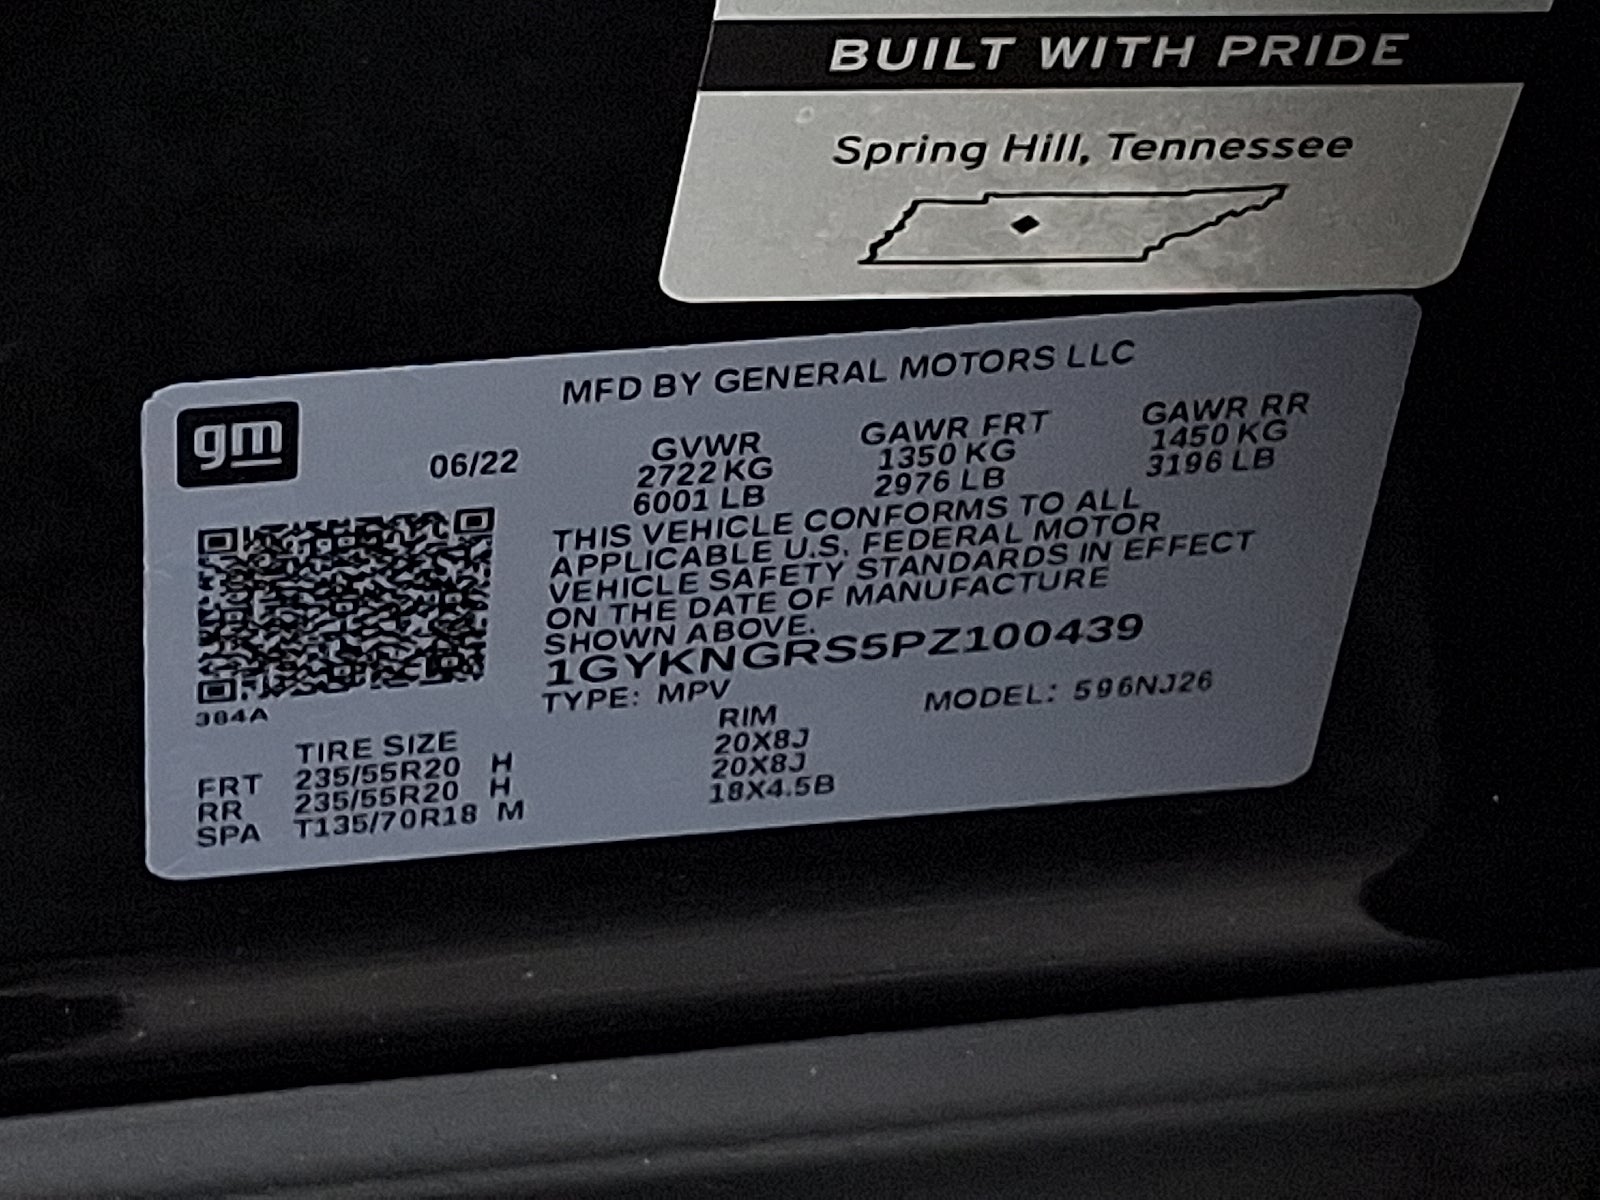 BUILT WITH PRIDE
Spring Hill, Tennessee
MFD BY GENERAL MOTORS LLC
gm
06/22
GVWR
2722 KG
6001 LB
GAWR FRT
1350 KG
2976 LB
GAWR RR
1450 KG
3196 LB
THIS VEHICLE CONFORMS TO ALL
APPLICABLE U.S. FEDERAL MOTOR
VEHICLE SAFETY STANDARDS IN EFFECT
ON THE DATE OF MANUFACTURE
SHOWN ABOVE.
1GYKNGRS5PZ100439
TYPE: MPV MODEL: 596NJ26
304A
TIRE SIZE RIM
FRT 235/55R20 H 20X8J
RR 235/55R20 H 20X8J
SPA T135/70R18 M 18X4.5B